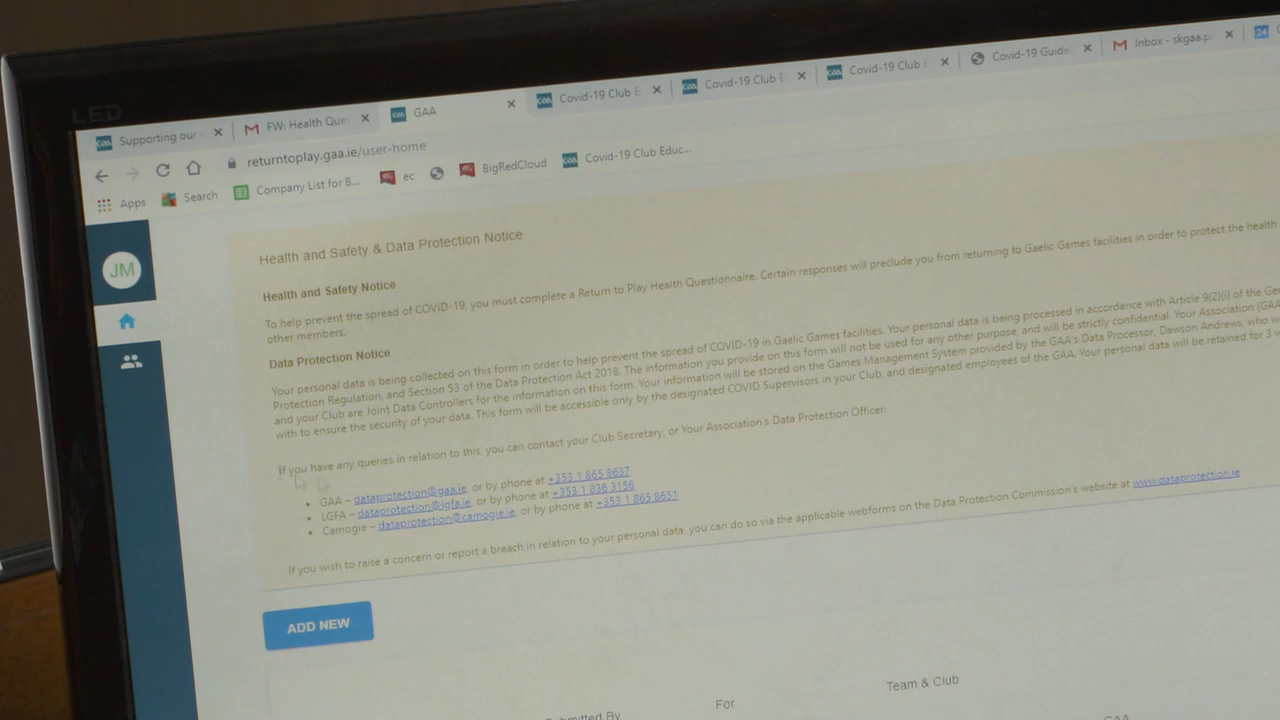 LED
Supporting our
FW: Health Que
GAA
Covid-19 Club E
Covid-19 Club E
Covid-19 Club E
Covid-19 Guide
Inbox - skgaa.p
24
returntoplay.gaa.ie/user-home
Apps
Search
Company List for B...
ec
BigRedCloud
Covid-19 Club Educ...
JM
Health and Safety & Data Protection Notice
Health and Safety Notice
To help prevent the spread of COVID-19, you must complete a Return to Play Health Questionnaire. Certain responses will preclude you from returning to Gaelic Games facilities in order to protect the health
other members.
Data Protection Notice
Your personal data is being collected on this form in order to help prevent the spread of COVID-19 in Gaelic Games facilities. Your personal data is being processed in accordance with Article 9(2)(i) of the Ge
Protection Regulation, and Section 53 of the Data Protection Act 2018. The information you provide on this form will not be used for any other purpose, and will be strictly confidential. Your Association (GAA
and your Club are Joint Data Controllers for the information on this form. Your information will be stored on the Games Management System provided by the GAA's Data Processor, Dawson Andrews, who w
with to ensure the security of your data. This form will be accessible only by the designated COVID Supervisors in your Club, and designated employees of the GAA. Your personal data will be retained for 3
If you have any queries in relation to this, you can contact your Club Secretary, or Your Association's Data Protection Officer:
• GAA – dataprotection@gaa.ie, or by phone at +353 1 865 8637
• LGFA – dataprotection@lgfa.ie, or by phone at +353 1 836 3156
• Camogie – dataprotection@camogie.ie, or by phone at +353 1 865 8651
If you wish to raise a concern or report a breach in relation to your personal data, you can do so via the applicable webforms on the Data Protection Commission's website at www.dataprotection.ie
ADD NEW
Submitted By
For
Team & Club
GAA